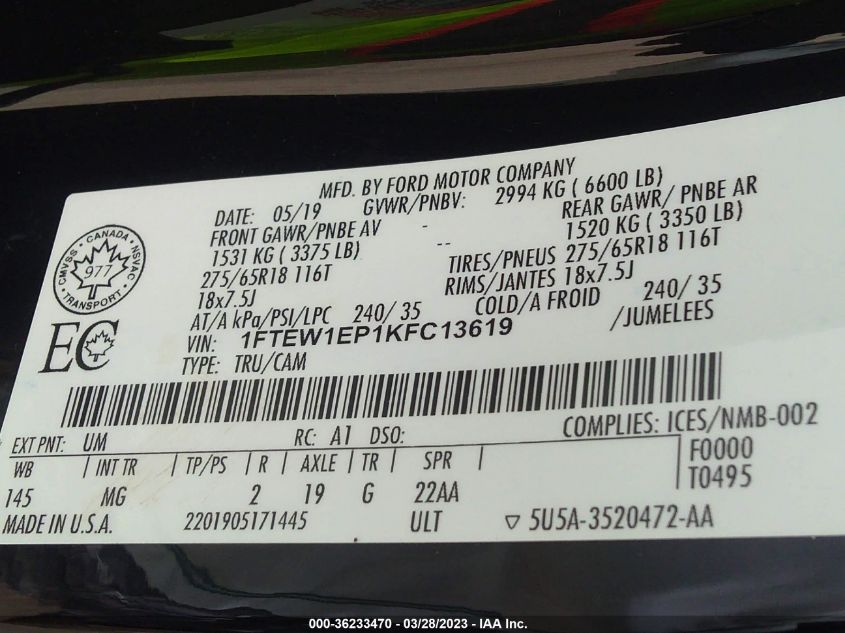 MFD. BY FORD MOTOR COMPANY
DATE: 05/19 GVWR/PNBV: 2994 KG ( 6600 LB)
FRONT GAWR/PNBE AV - REAR GAWR/ PNBE AR
1531 KG ( 3375 LB) -- 1520 KG ( 3350 LB)
275/65R18 116T TIRES/PNEUS 275/65R18 116T
18x7.5J RIMS/JANTES 18x7.5J
AT/A kPa/PSI/LPC 240/ 35 COLD/A FROID 240/ 35
VIN: 1FTEW1EP1KFC13619 /JUMELEES
TYPE: TRU/CAM
CANADA
CMVSS NSVAC
977
TRANSPORT
EC
EXT PNT: UM RC: A1 DSO: COMPLIES: ICES/NMB-002
WB | INT TR | TP/PS | R | AXLE | TR | SPR | F0000
145 MG 2 19 G 22AA T0495
MADE IN U.S.A. 2201905171445 ULT ▽ 5U5A-3520472-AA
000-36233470 - 03/28/2023 - IAA Inc.